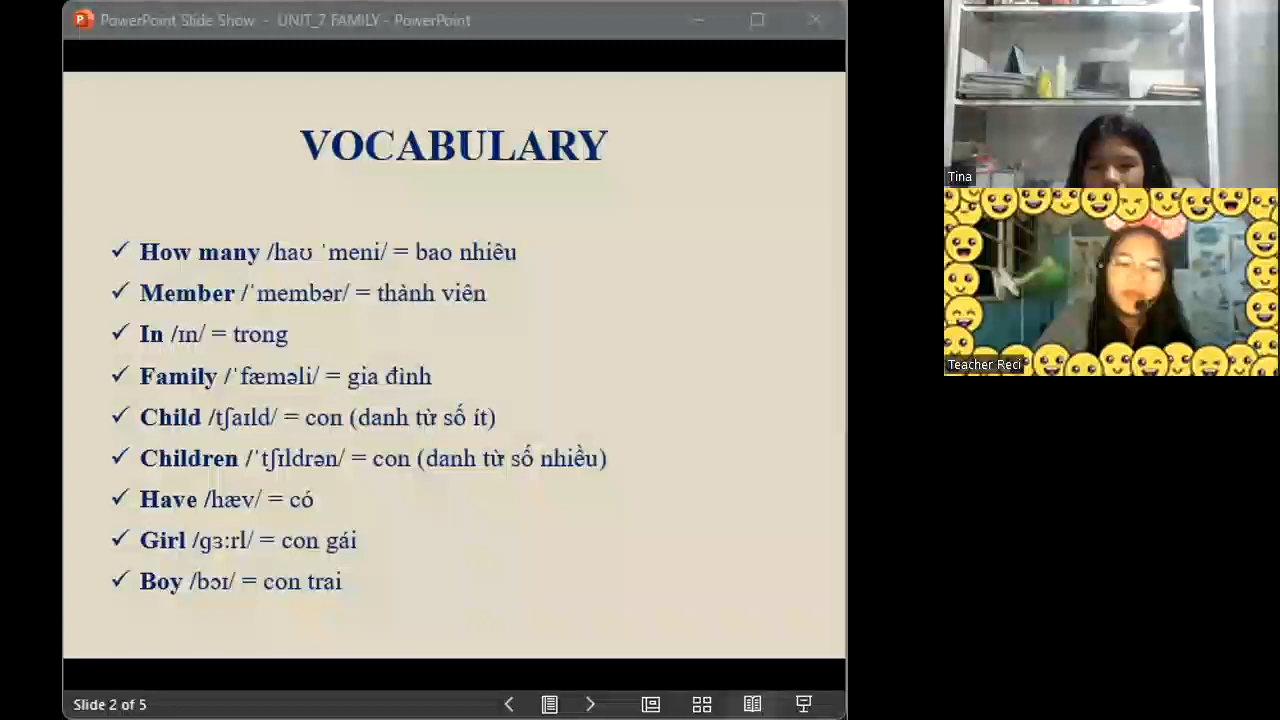 PowerPoint Slide Show - UNIT_7 FAMILY - PowerPoint
VOCABULARY
✓ How many /haʊ ˈmeni/ = bao nhiêu
✓ Member /ˈmembər/ = thành viên
✓ In /ɪn/ = trong
✓ Family /ˈfæməli/ = gia đình
✓ Child /tʃaɪld/ = con (danh từ số ít)
✓ Children /ˈtʃɪldrən/ = con (danh từ số nhiều)
✓ Have /hæv/ = có
✓ Girl /ɡɜ:rl/ = con gái
✓ Boy /bɔɪ/ = con trai
Slide 2 of 5
Tina
Teacher Reci